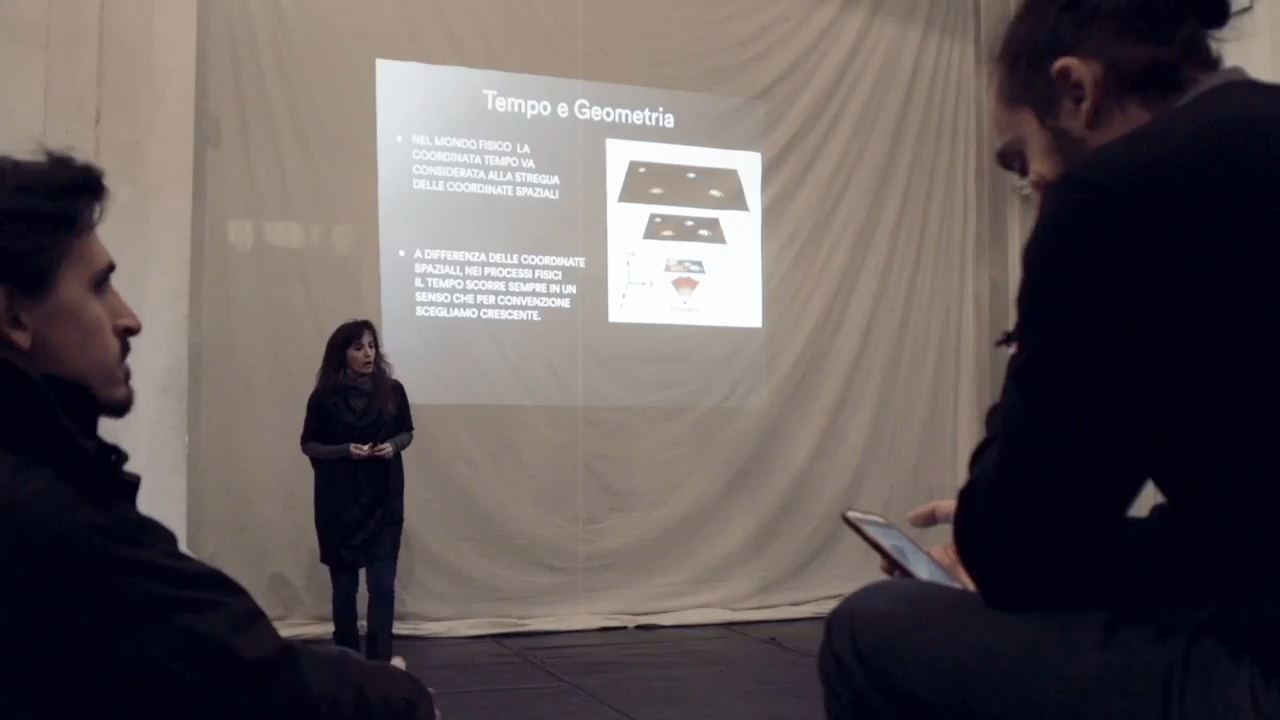 Tempo e Geometria
• NEL MONDO FISICO LA
COORDINATA TEMPO VA
CONSIDERATA ALLA STREGUA
DELLE COORDINATE SPAZIALI
• A DIFFERENZA DELLE COORDINATE
SPAZIALI, NEI PROCESSI FISICI
IL TEMPO SCORRE SEMPRE IN UN
SENSO CHE PER CONVENZIONE
SCEGLIAMO CRESCENTE.